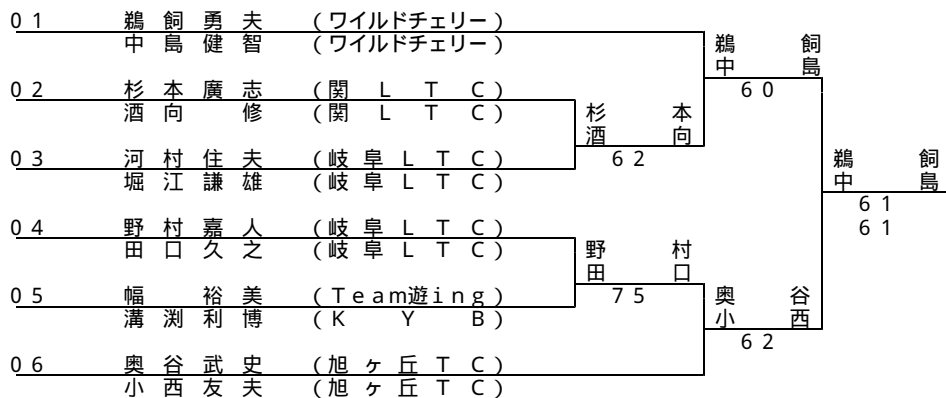 01 鵜飼勇夫 (ワイルドチェリー)
中島健智 (ワイルドチェリー)
鵜飼
中島
60
02 杉本廣志 (関LTC)
酒向修 (関LTC)
杉本
酒向
62
03 河村住夫 (岐阜LTC)
堀江謙雄 (岐阜LTC)
鵜飼
中島
61
61
04 野村嘉人 (岐阜LTC)
田口久之 (岐阜LTC)
野村
田口
75
05 幅裕美 (Team遊ing)
溝渕利博 (KYB)
奥谷
小西
62
06 奥谷武史 (旭ヶ丘TC)
小西友夫 (旭ヶ丘TC)